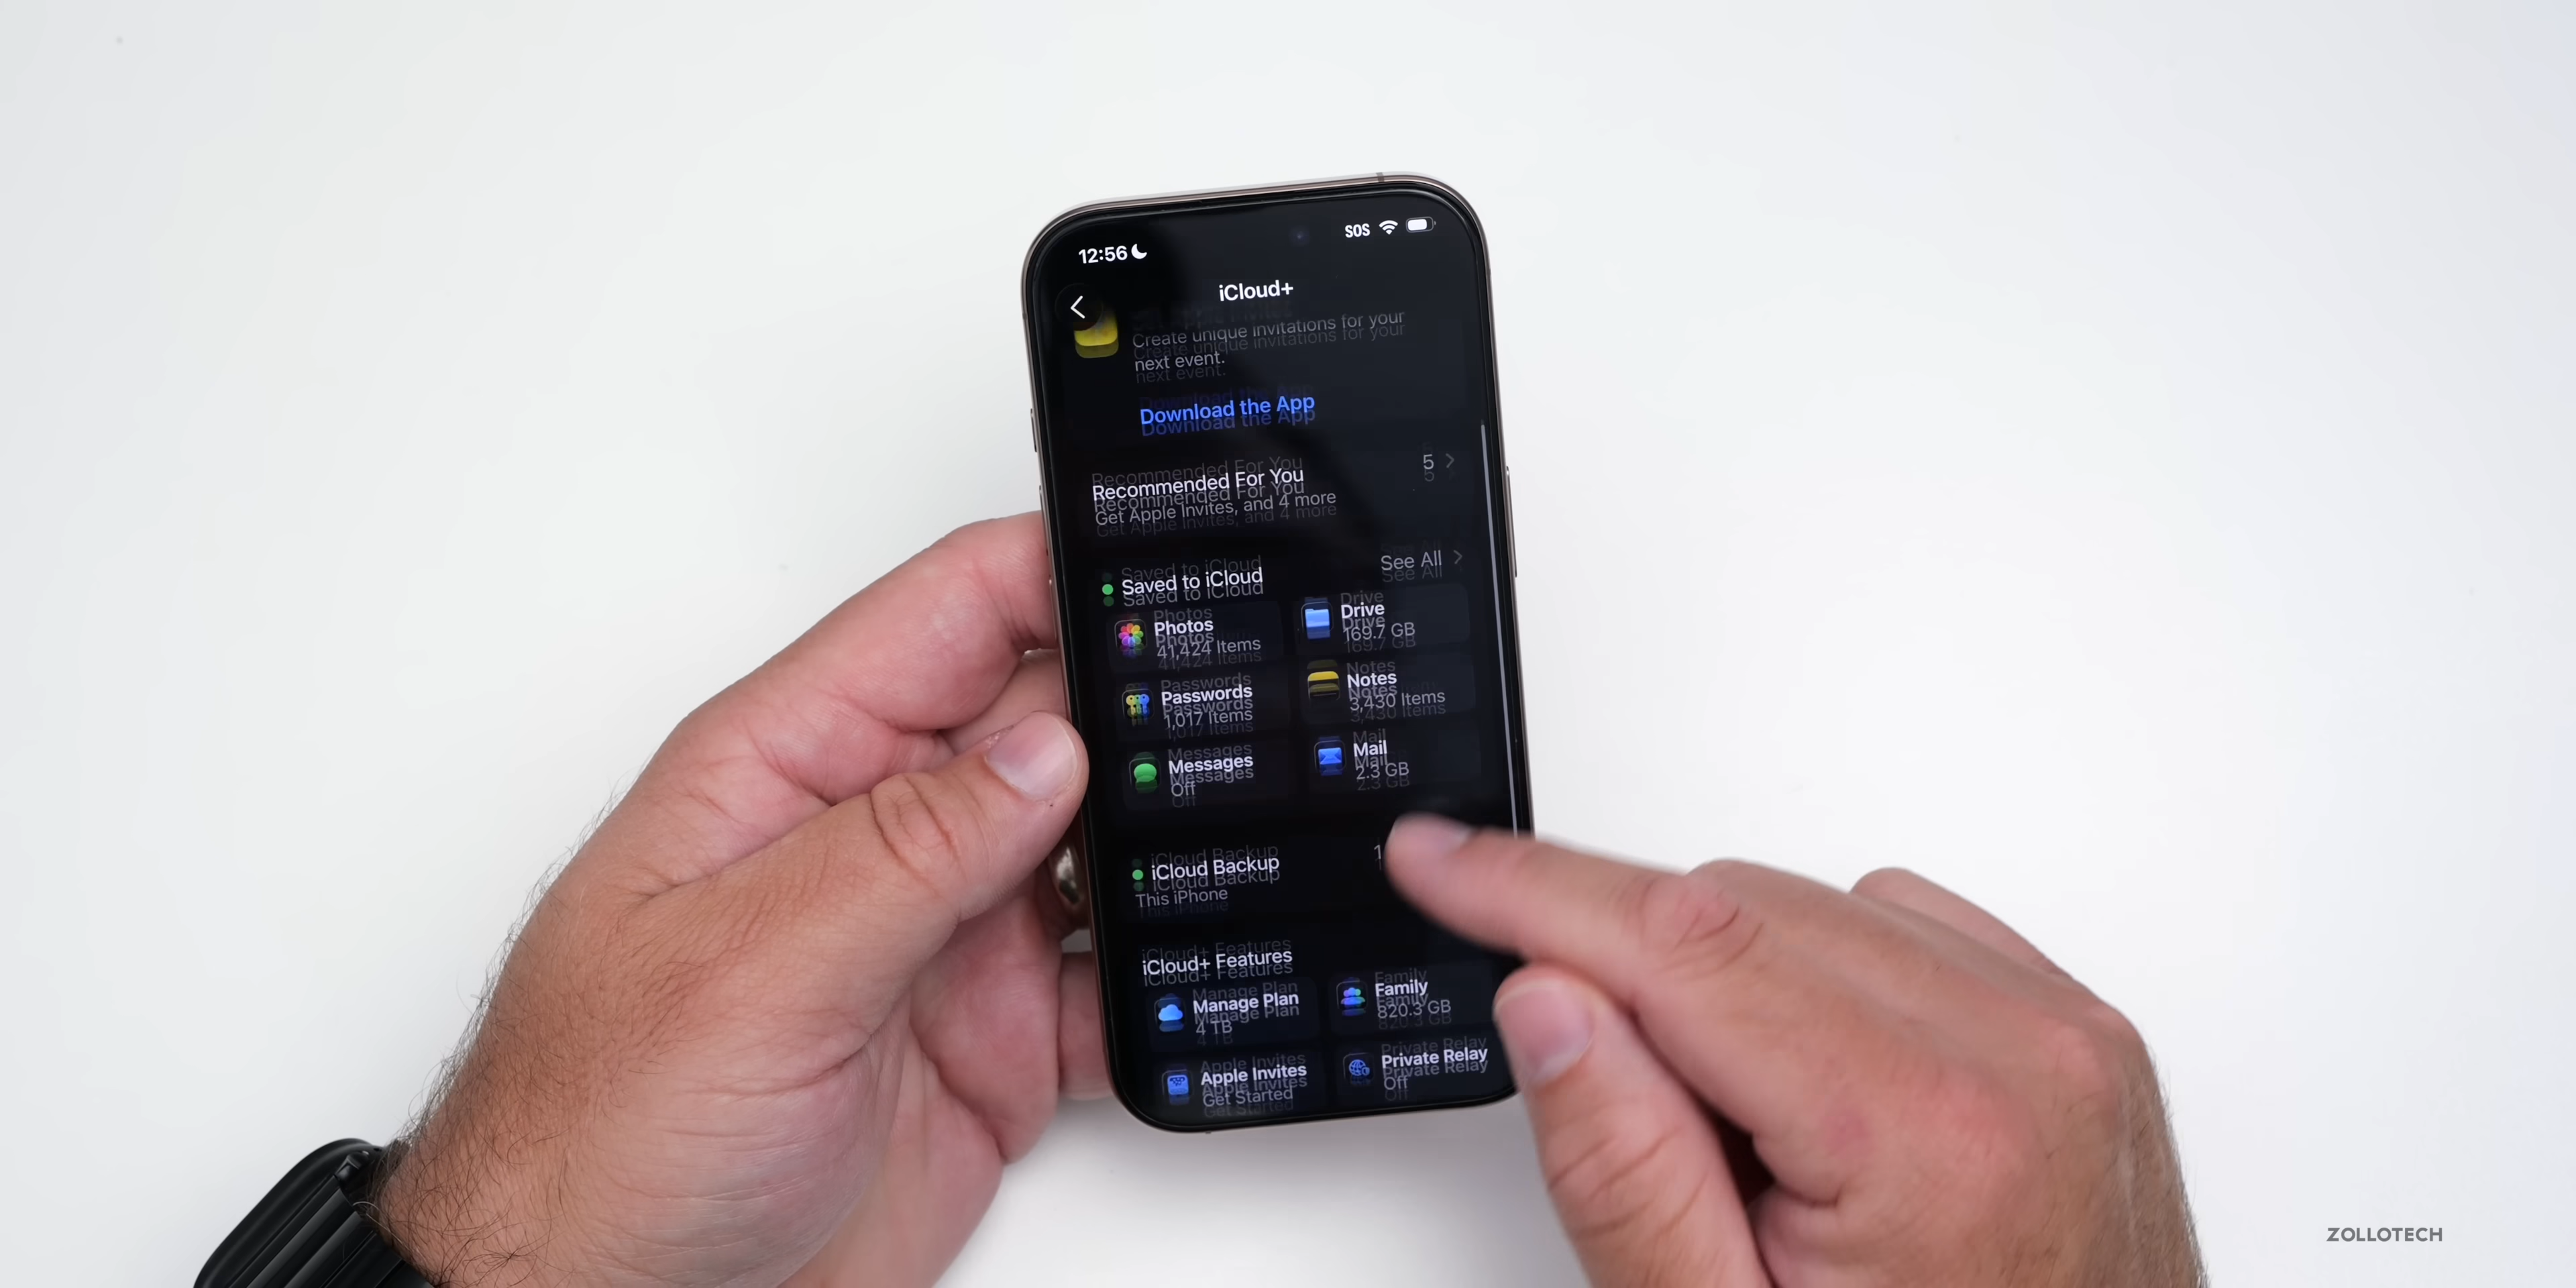 12:56
SOS
iCloud+
Create unique invitations for your
next event.
Download the App
Recommended For You
5
Get Apple Invites, and 4 more
Saved to iCloud
See All
Photos
41,424 Items
Drive
169.7 GB
Passwords
1,017 Items
Notes
3,430 Items
Messages
Off
Mail
2.3 GB
iCloud Backup
This iPhone
iCloud+ Features
Manage Plan
4 TB
Family
820.3 GB
Apple Invites
Get Started
Private Relay
Off
ZOLLOTECH